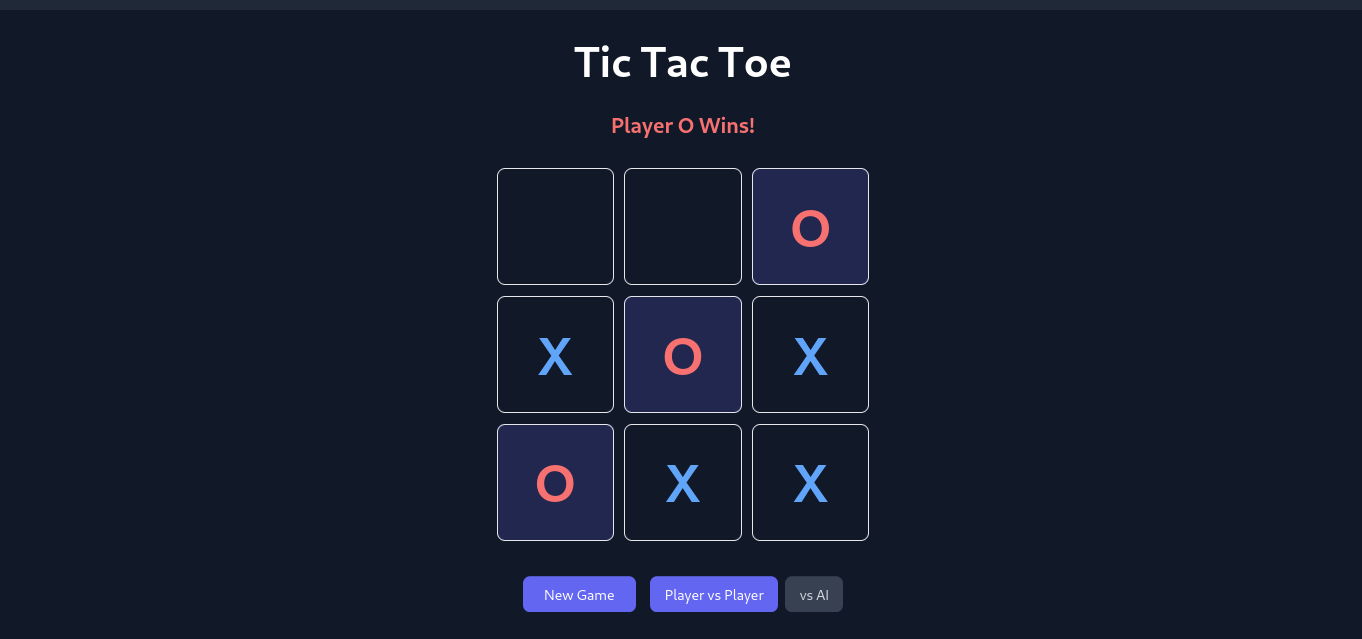 Tic Tac Toe
Player O Wins!
O
X O X
O X X
New Game Player vs Player vs AI